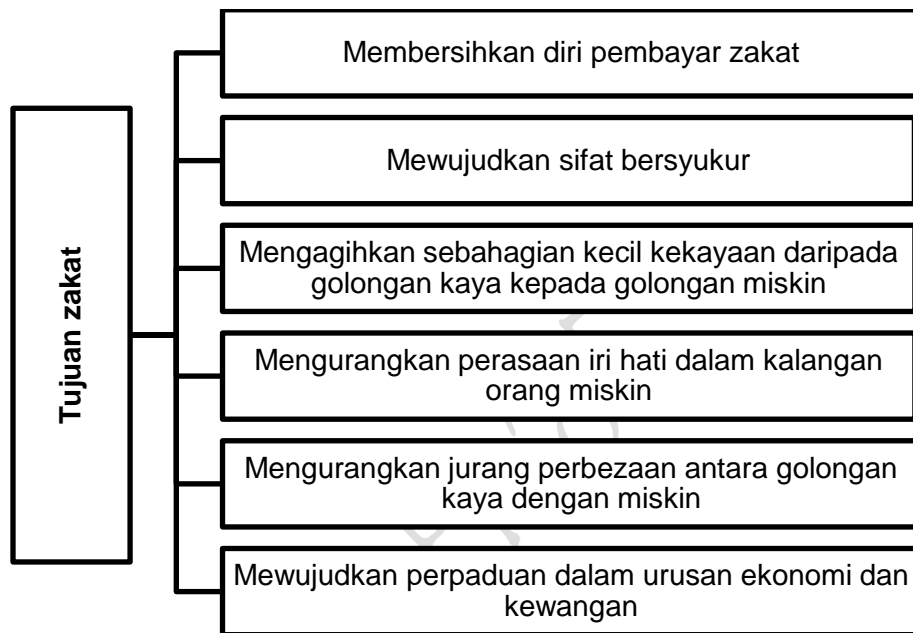 Tujuan zakat
Membersihkan diri pembayar zakat
Mewujudkan sifat bersyukur
Mengagihkan sebahagian kecil kekayaan daripada
golongan kaya kepada golongan miskin
Mengurangkan perasaan iri hati dalam kalangan
orang miskin
Mengurangkan jurang perbezaan antara golongan
kaya dengan miskin
Mewujudkan perpaduan dalam urusan ekonomi dan
kewangan